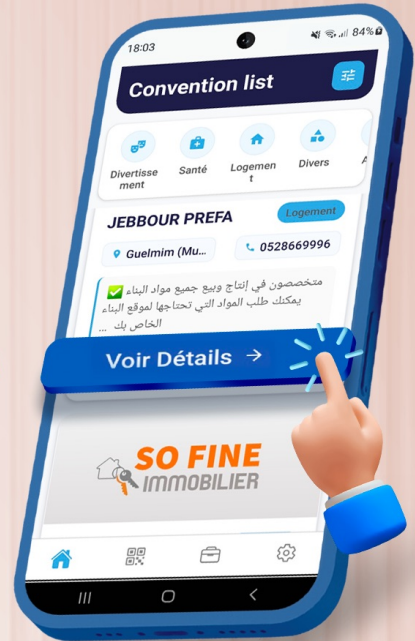 18:03
84%
Convention list
Divertisse
ment
Santé
Logemen
t
Divers
A
JEBBOUR PREFA
Logement
Guelmim (Mu...
0528669996
متخصصون في إنتاج وبيع جميع مواد البناء ✅
يمكنك طلب المواد التي تحتاجها لموقع البناء
الخاص بك ...
Voir Détails →
SO FINE
IMMOBILIER